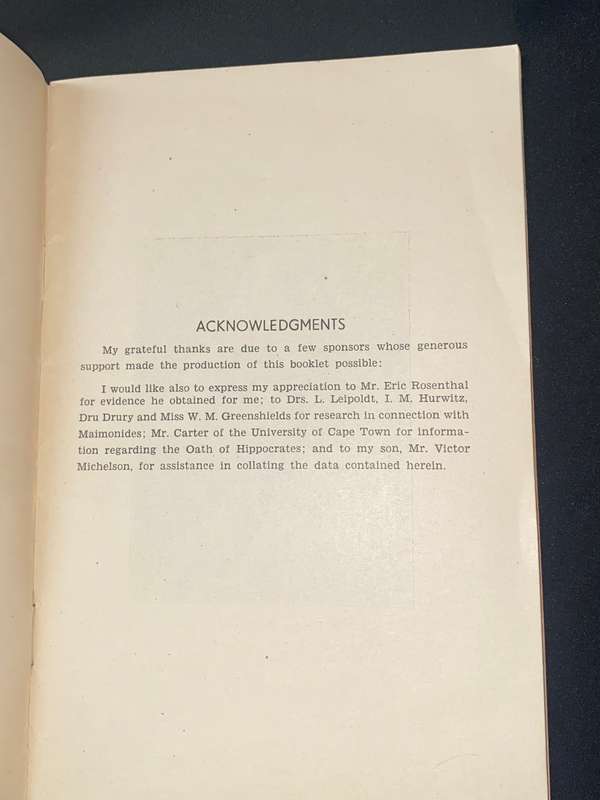 ACKNOWLEDGMENTS
My grateful thanks are due to a few sponsors whose generous
support made the production of this booklet possible:
I would like also to express my appreciation to Mr. Eric Rosenthal
for evidence he obtained for me; to Drs. L. Leipoldt, I. M. Hurwitz,
Dru Drury and Miss W. M. Greenshields for research in connection with
Maimonides; Mr. Carter of the University of Cape Town for informa-
tion regarding the Oath of Hippocrates; and to my son, Mr. Victor
Michelson, for assistance in collating the data contained herein.